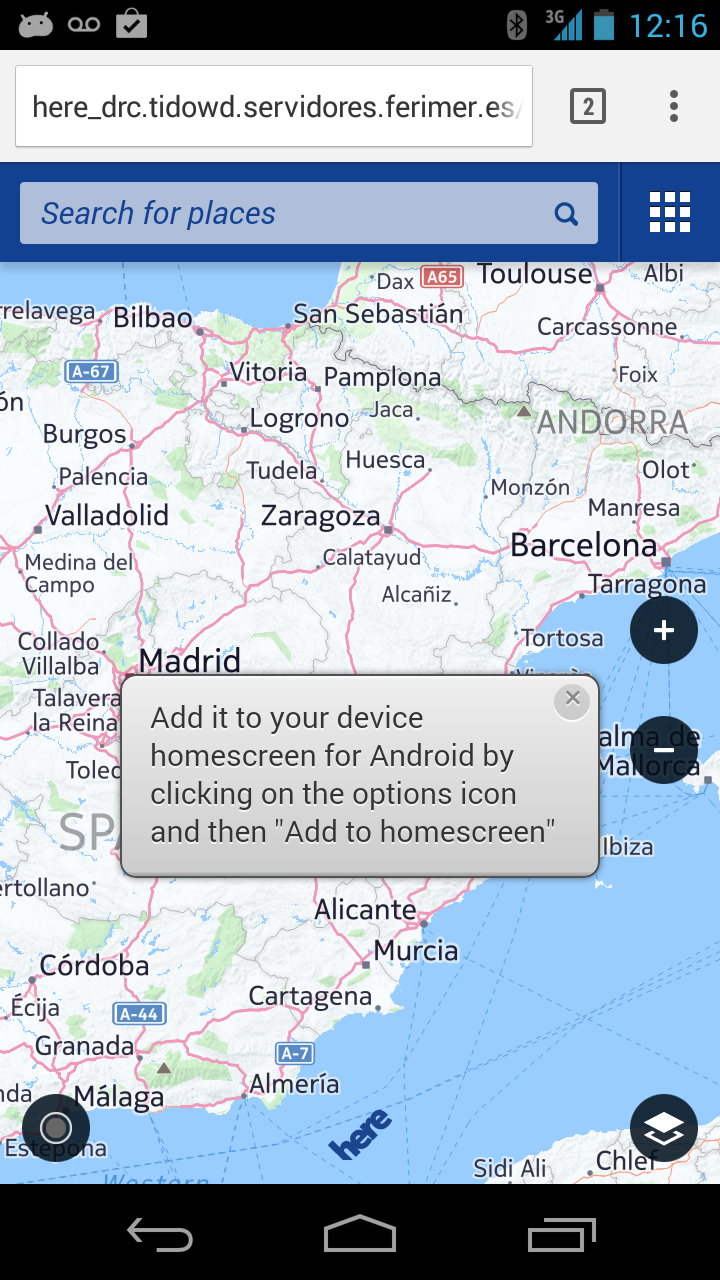 3G
12:16
here_drc.tidowd.servidores.ferimer.es/
2
Search for places
Toulouse
Albi
Dax
A65
rrelavega
Bilbao
San Sebastián
Carcassonne
A-67
Vitoria
Pamplona
Foix
ón
Logrono
Jaca
ANDORRA
Burgos
Huesca
Palencia
Tudela
Olot
Monzón
Valladolid
Zaragoza
Manresa
Barcelona
Medina del
Campo
Calatayud
Tarragona
Alcañiz
Collado
Villalba
Tortosa
+
Madrid
Talavera
la Reina
×
Add it to your device
homescreen for Android by
clicking on the options icon
and then "Add to homescreen"
alma de
Mallorca
−
Toled
SPA
Ibiza
ertollano
Alicante
Murcia
Córdoba
Cartagena
Écija
A-44
Granada
A-7
Almería
nda
Málaga
here
Estepona
Sidi Ali
Chlef
Western